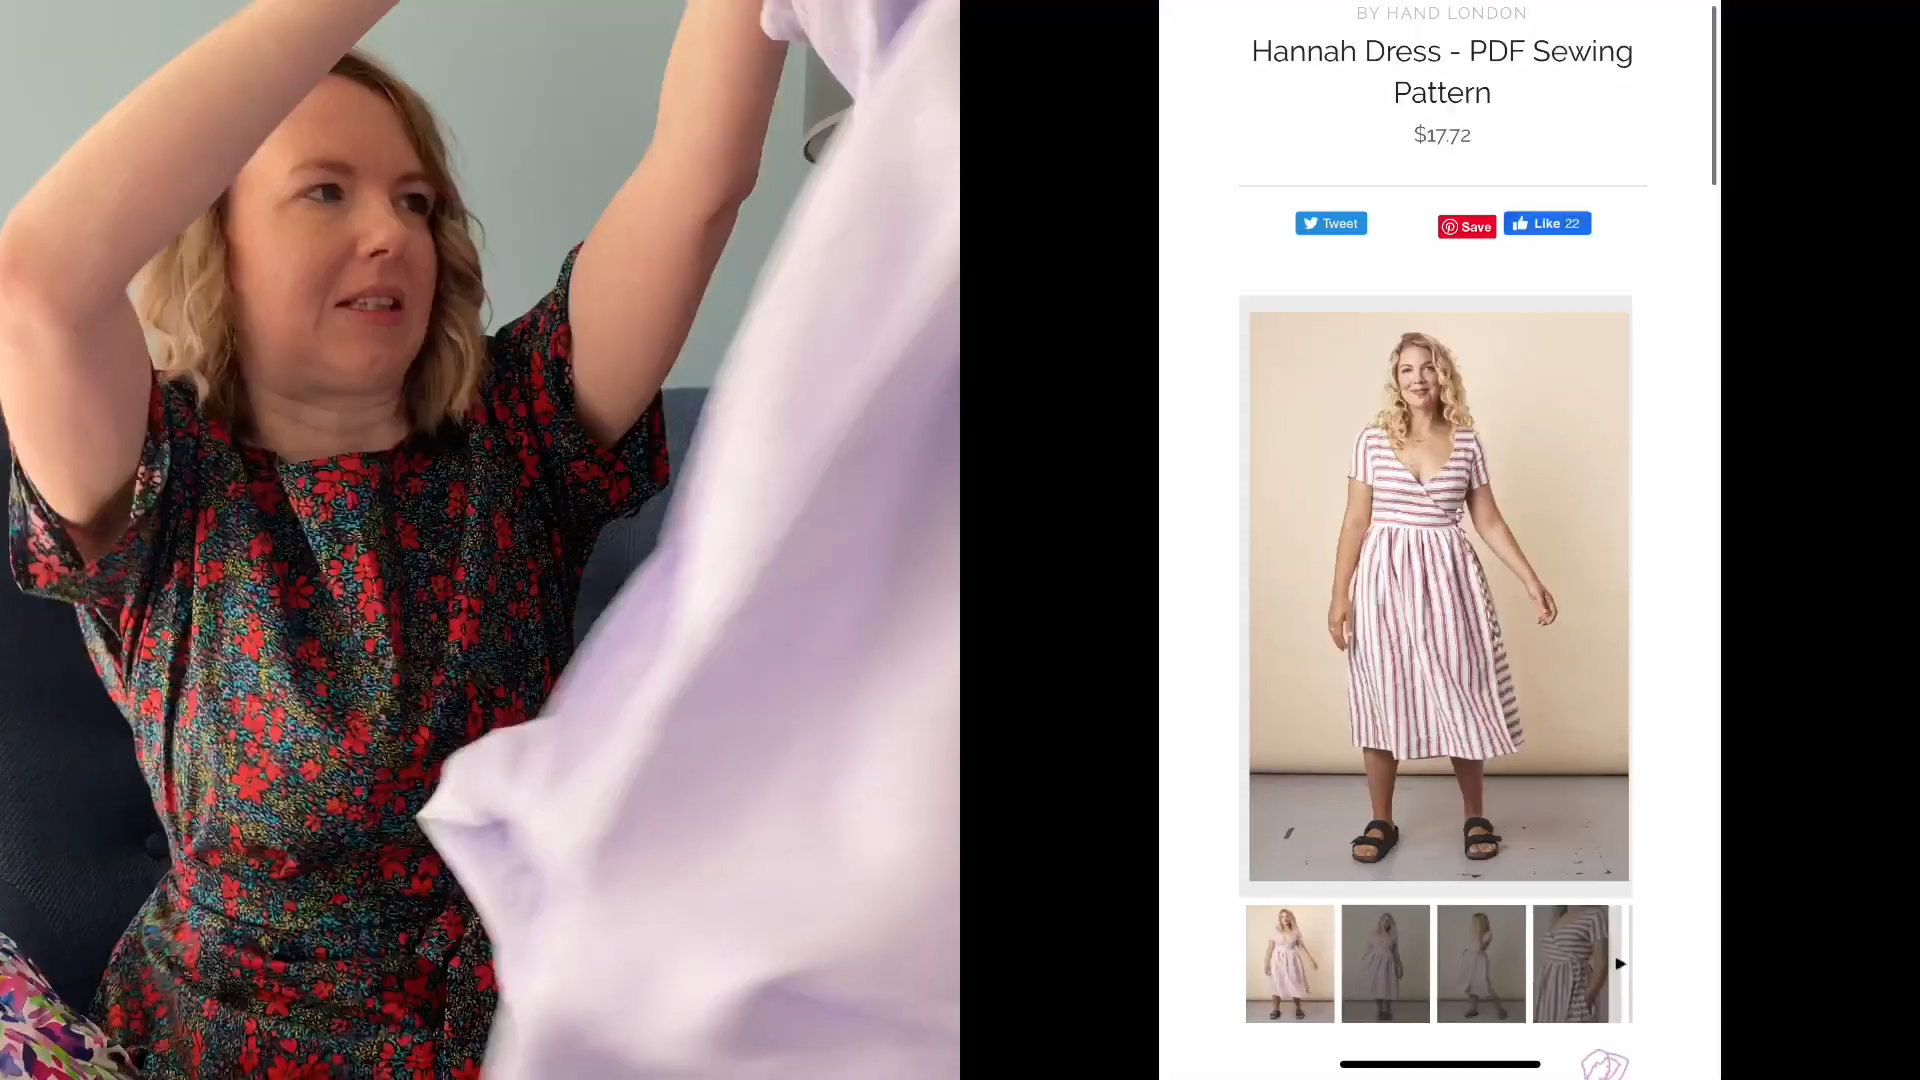 BY HAND LONDON
Hannah Dress - PDF Sewing
Pattern
$17.72
Tweet
Save
Like 22